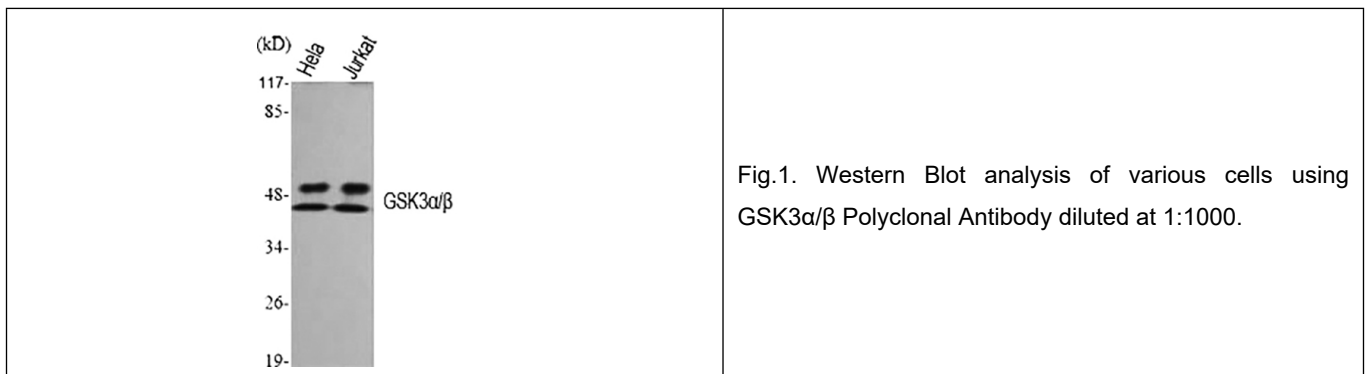 (kD)
Hela
Jurkat
117-
85-
48-
GSK3α/β
34-
26-
19-
Fig.1. Western Blot analysis of various cells using
GSK3α/β Polyclonal Antibody diluted at 1:1000.